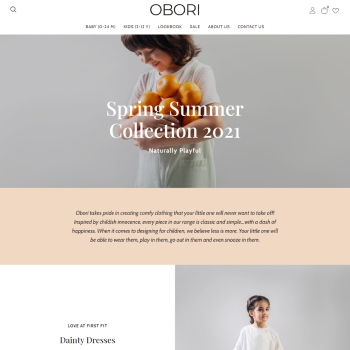 OBORI
BABY (0-24 M) KIDS (2-12 Y) LOOKBOOK SALE ABOUT US CONTACT US
Spring Summer
Collection 2021
Naturally Playful
Obori takes pride in creating comfy clothing that your little one will never want to take off!
Inspired by childish innocence, every piece in our range is classic and simple...with a dash of
happiness. When it comes to designing for children, we believe less is more. Your little one will
be able to wear them, play in them, go out in them and even snooze in them.
LOVE AT FIRST FIT
Dainty Dresses